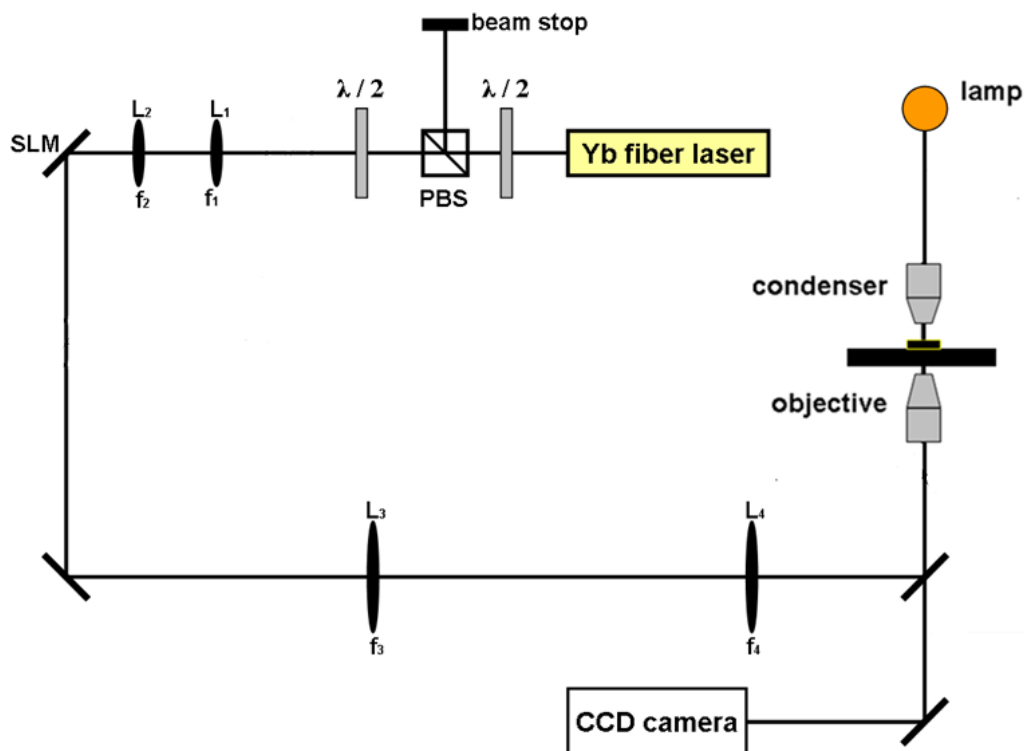 beam stop
λ / 2
λ / 2
lamp
L2
L1
SLM
Yb fiber laser
f2
f1
PBS
condenser
objective
L3
L4
f3
f4
CCD camera